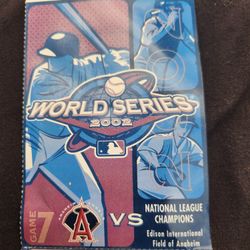 WORLD SERIES
2002
GAME 7
A
VS
NATIONAL LEAGUE
CHAMPIONS
Edison International
Field of Anaheim